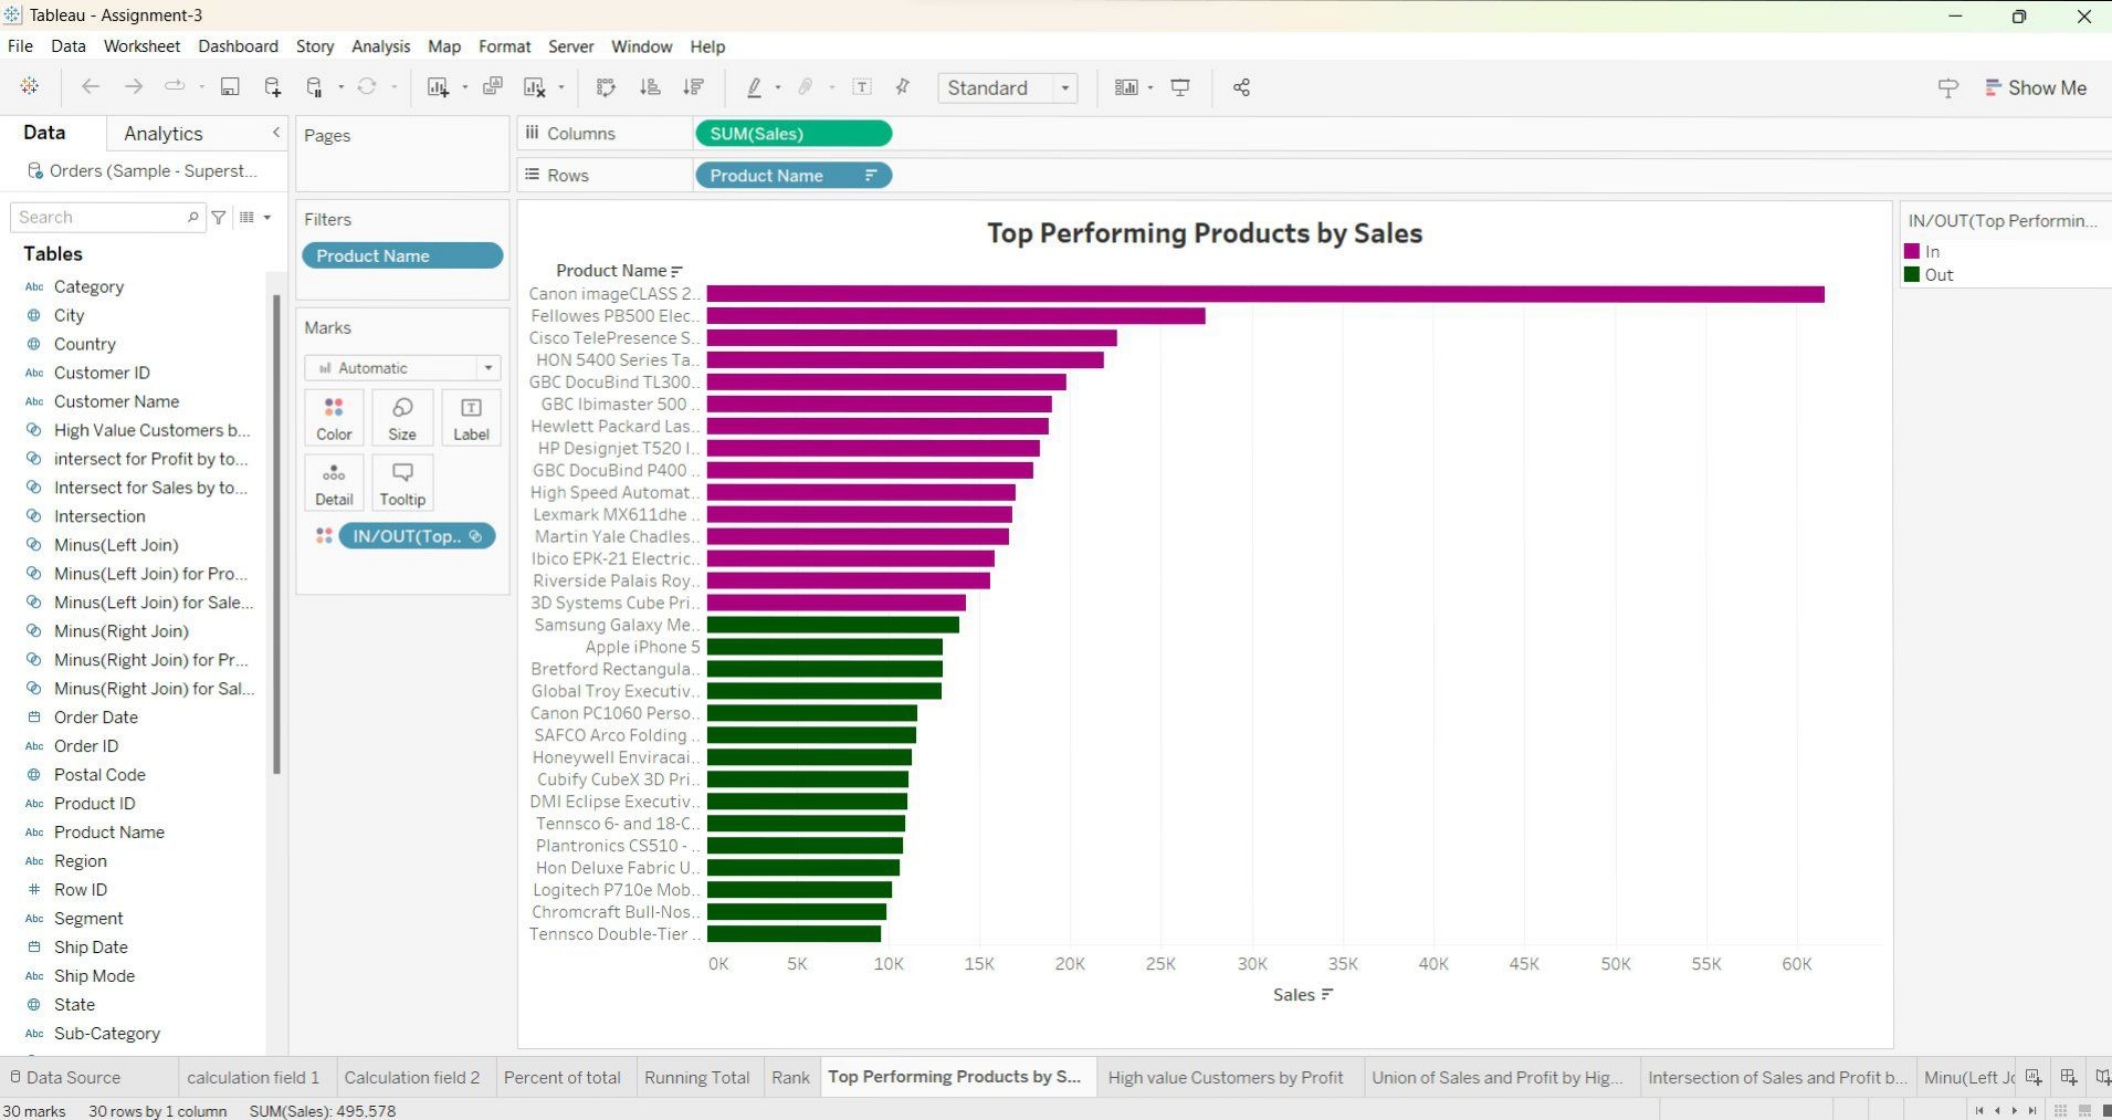 Tableau - Assignment-3
File Data Worksheet Dashboard Story Analysis Map Format Server Window Help
Standard
Show Me
Data Analytics
Orders (Sample - Superst...
Search
Tables
Abc Category
City
Country
Abc Customer ID
Abc Customer Name
High Value Customers b...
intersect for Profit by to...
Intersect for Sales by to...
Intersection
Minus(Left Join)
Minus(Left Join) for Pro...
Minus(Left Join) for Sale...
Minus(Right Join)
Minus(Right Join) for Pr...
Minus(Right Join) for Sal...
Order Date
Abc Order ID
Postal Code
Abc Product ID
Abc Product Name
Abc Region
# Row ID
Abc Segment
Ship Date
Abc Ship Mode
State
Abc Sub-Category
Pages
Filters
Product Name
Marks
Automatic
Color Size Label
Detail Tooltip
IN/OUT(Top..
Columns SUM(Sales)
Rows Product Name
Top Performing Products by Sales
Product Name
Canon imageCLASS 2..
Fellowes PB500 Elec..
Cisco TelePresence S..
HON 5400 Series Ta..
GBC DocuBind TL300..
GBC Ibimaster 500 ..
Hewlett Packard Las..
HP Designjet T520 I..
GBC DocuBind P400 ..
High Speed Automat..
Lexmark MX611dhe ..
Martin Yale Chadles..
Ibico EPK-21 Electric..
Riverside Palais Roy..
3D Systems Cube Pri..
Samsung Galaxy Me..
Apple iPhone 5
Bretford Rectangula..
Global Troy Executiv..
Canon PC1060 Perso..
SAFCO Arco Folding ..
Honeywell Enviracai..
Cubify CubeX 3D Pri..
DMI Eclipse Executiv..
Tennsco 6- and 18-C..
Plantronics CS510 - ..
Hon Deluxe Fabric U..
Logitech P710e Mob..
Chromcraft Bull-Nos..
Tennsco Double-Tier ..
0K 5K 10K 15K 20K 25K 30K 35K 40K 45K 50K 55K 60K
Sales
IN/OUT(Top Performin...
In
Out
Data Source calculation field 1 Calculation field 2 Percent of total Running Total Rank Top Performing Products by S... High value Customers by Profit Union of Sales and Profit by Hig... Intersection of Sales and Profit b... Minu(Left Jo
30 marks 30 rows by 1 column SUM(Sales): 495,578